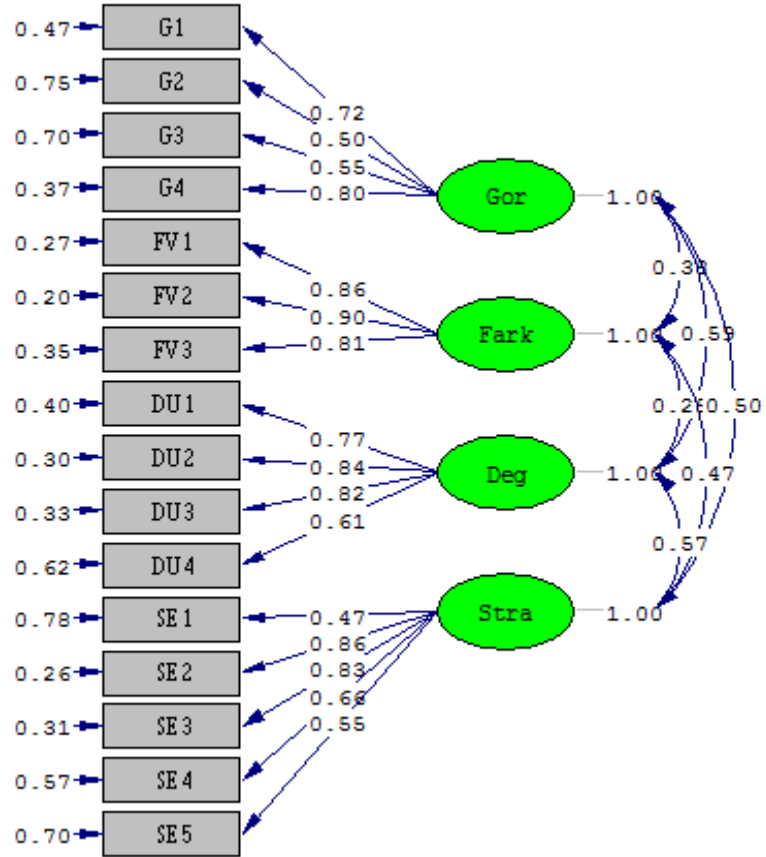 0.47 G1
0.75 G2
0.72
0.70 G3
0.50
0.55
0.37 G4
0.80
Gor 1.00
0.27 FV1
0.20 FV2
0.86
0.90
0.35 FV3
0.81
Fark 1.00
0.59
0.40 DU1
0.50
0.77
0.30 DU2
0.84
Deg 1.00
0.47
0.33 DU3
0.82
0.61
0.57
0.62 DU4
0.78 SE1
0.47
Stra 1.00
0.26 SE2
0.86
0.83
0.66
0.31 SE3
0.55
0.57 SE4
0.70 SE5